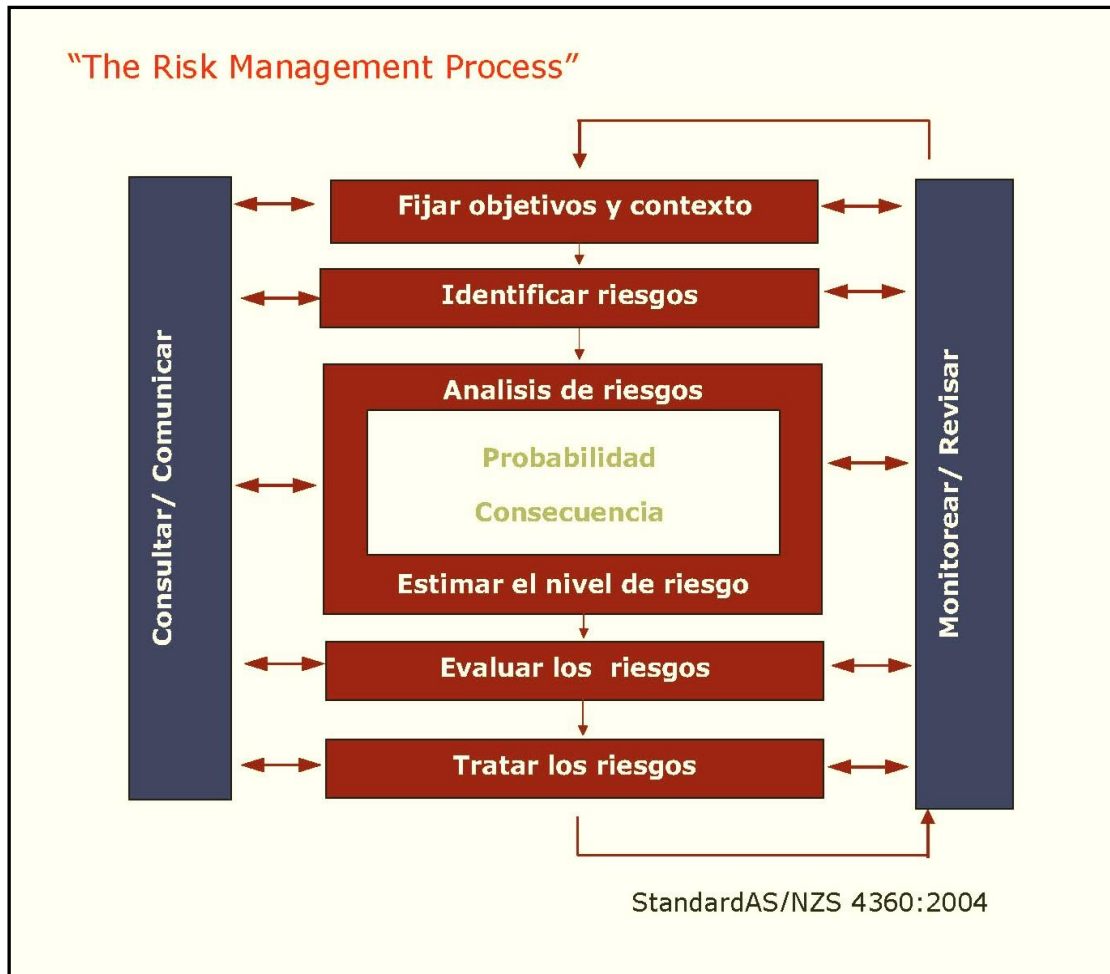 “The Risk Management Process”
Fijar objetivos y contexto
Identificar riesgos
Consultar/ Comunicar
Analisis de riesgos
Probabilidad
Consecuencia
Estimar el nivel de riesgo
Monitorear/ Revisar
Evaluar los  riesgos
Tratar los riesgos
StandardAS/NZS 4360:2004